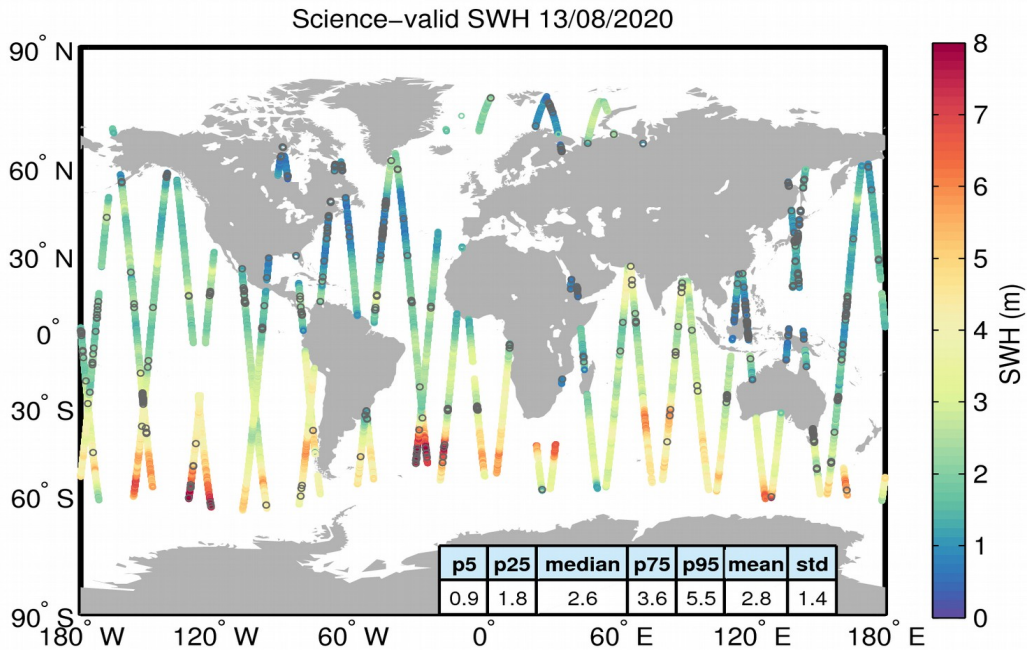 Science−valid SWH 13/08/2020
90° N
60° N
30° N
0°
30° S
60° S
90° S
180° W
120° W
60° W
0°
60° E
120° E
180° E
8
7
6
5
4
3
2
1
0
SWH (m)
p5 p25 median p75 p95 mean std
0.9 1.8 2.6 3.6 5.5 2.8 1.4